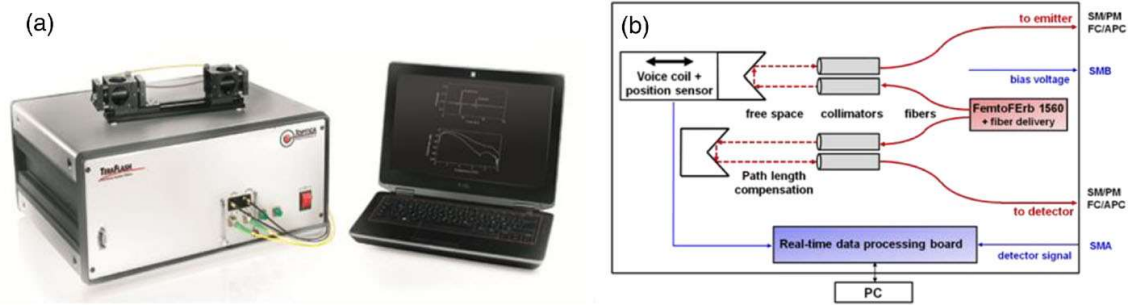 (a)
TOPTICA
TERAFLASH
(b)
to emitter
SM/PM
FC/APC
Voice coil +
position sensor
bias voltage
SMB
free space
collimators
fibers
FemtoFErb 1560
+ fiber delivery
Path length
compensation
SM/PM
FC/APC
to detector
Real-time data processing board
SMA
detector signal
PC